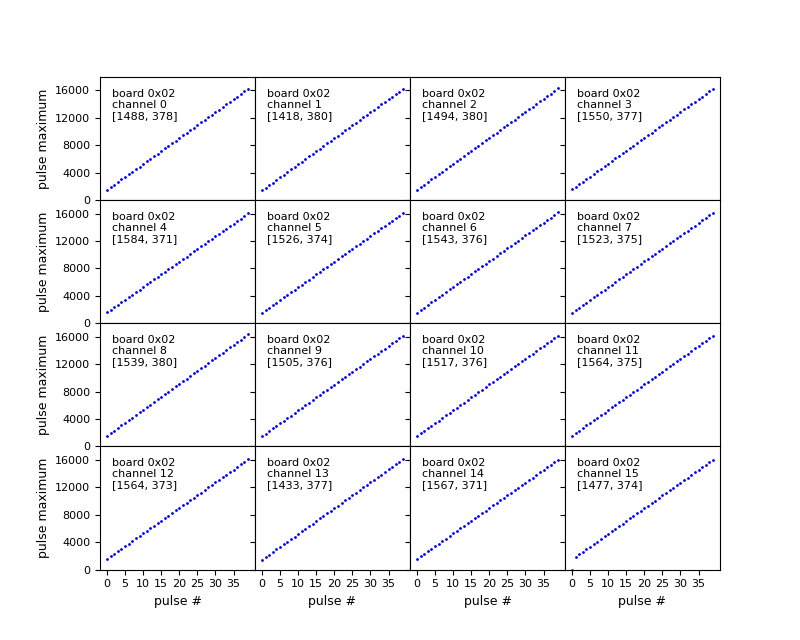 pulse maximum
16000
12000
8000
4000
0
board 0x02
channel 0
[1488, 378]
board 0x02
channel 1
[1418, 380]
board 0x02
channel 2
[1494, 380]
board 0x02
channel 3
[1550, 377]
pulse maximum
16000
12000
8000
4000
0
board 0x02
channel 4
[1584, 371]
board 0x02
channel 5
[1526, 374]
board 0x02
channel 6
[1543, 376]
board 0x02
channel 7
[1523, 375]
pulse maximum
16000
12000
8000
4000
0
board 0x02
channel 8
[1539, 380]
board 0x02
channel 9
[1505, 376]
board 0x02
channel 10
[1517, 376]
board 0x02
channel 11
[1564, 375]
pulse maximum
16000
12000
8000
4000
0
board 0x02
channel 12
[1564, 373]
board 0x02
channel 13
[1433, 377]
board 0x02
channel 14
[1567, 371]
board 0x02
channel 15
[1477, 374]
0 5 10 15 20 25 30 35
0 5 10 15 20 25 30 35
0 5 10 15 20 25 30 35
0 5 10 15 20 25 30 35
pulse #
pulse #
pulse #
pulse #